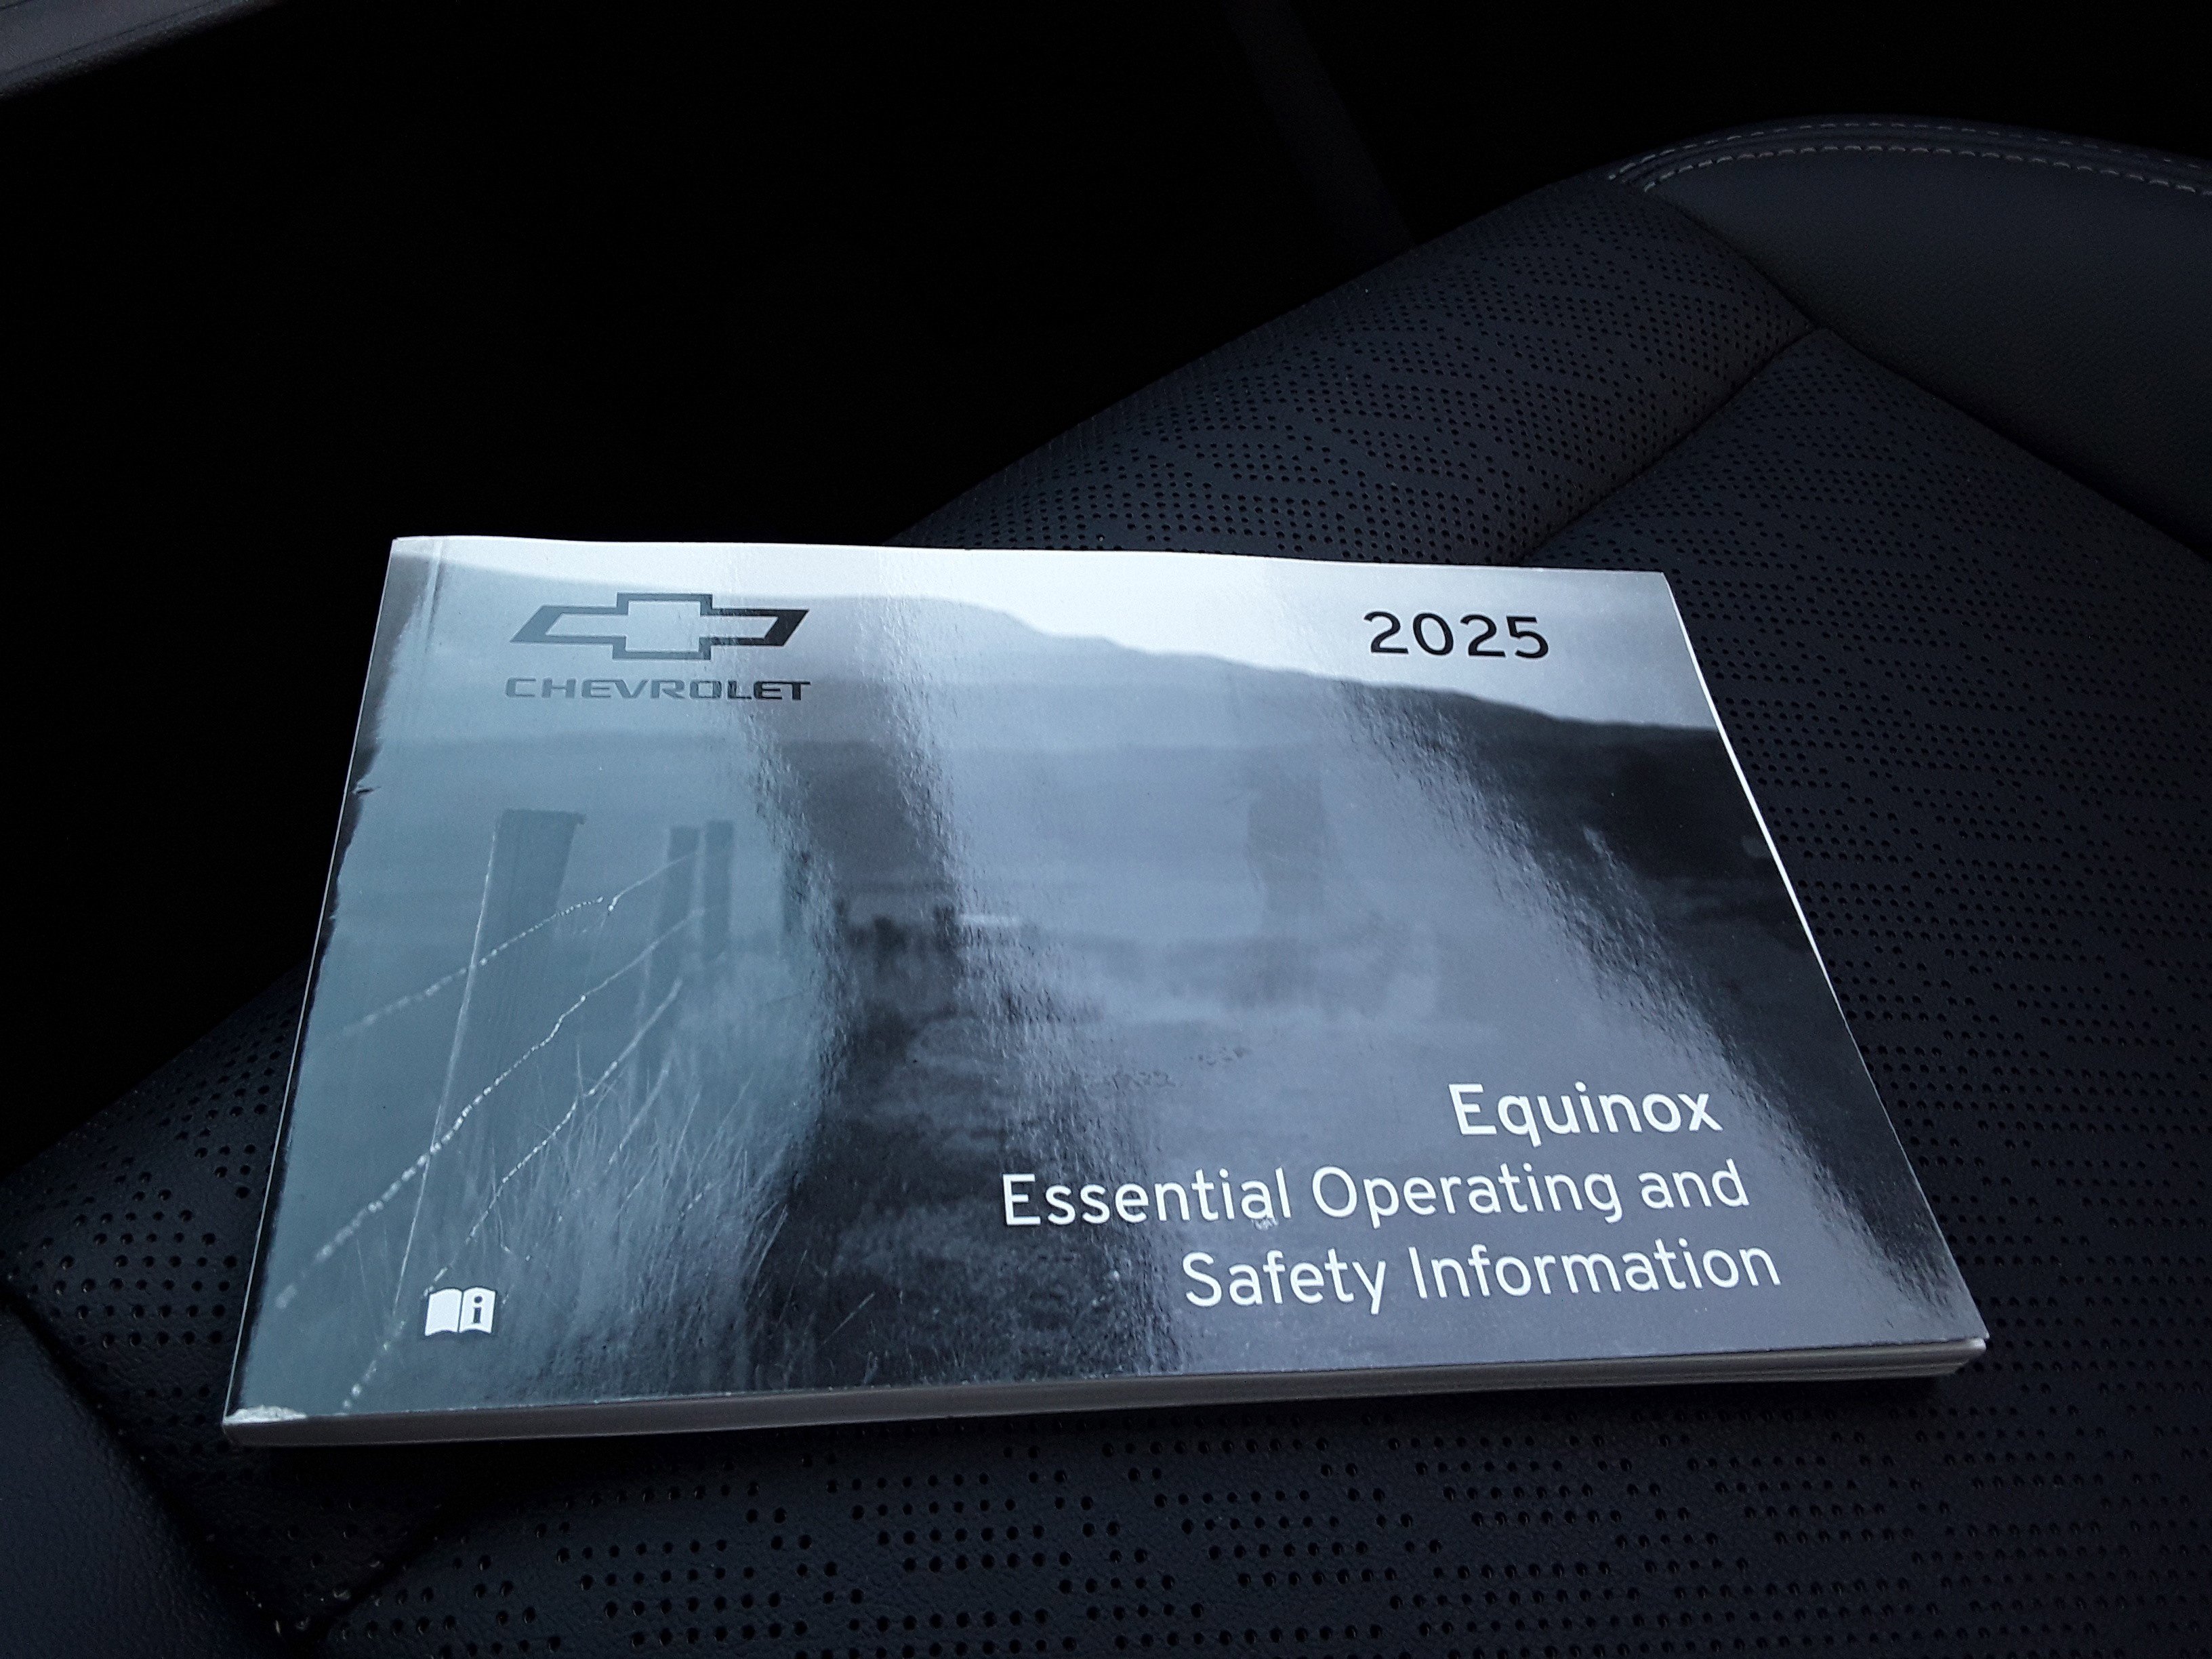 CHEVROLET
2025
Equinox
Essential Operating and
Safety Information
i